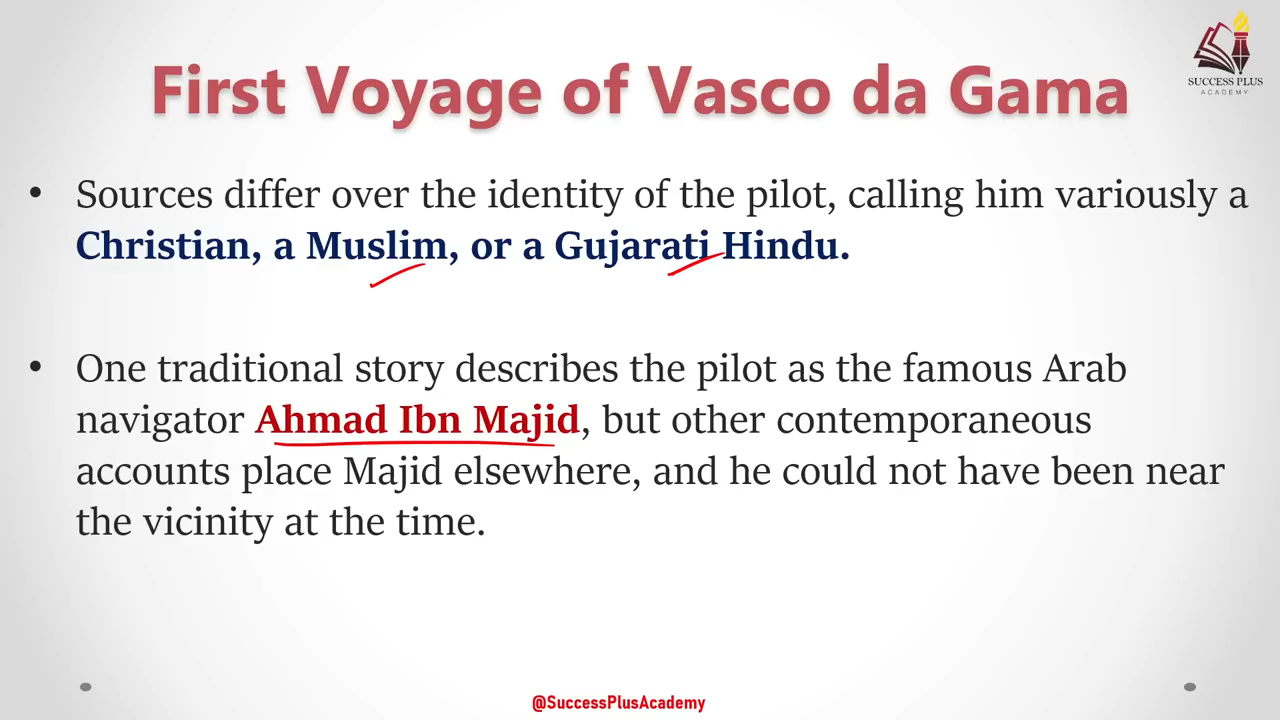 SUCCESS PLUS
ACADEMY
First Voyage of Vasco da Gama
• Sources differ over the identity of the pilot, calling him variously a
Christian, a Muslim, or a Gujarati Hindu.
• One traditional story describes the pilot as the famous Arab
navigator Ahmad Ibn Majid, but other contemporaneous
accounts place Majid elsewhere, and he could not have been near
the vicinity at the time.
@SuccessPlusAcademy